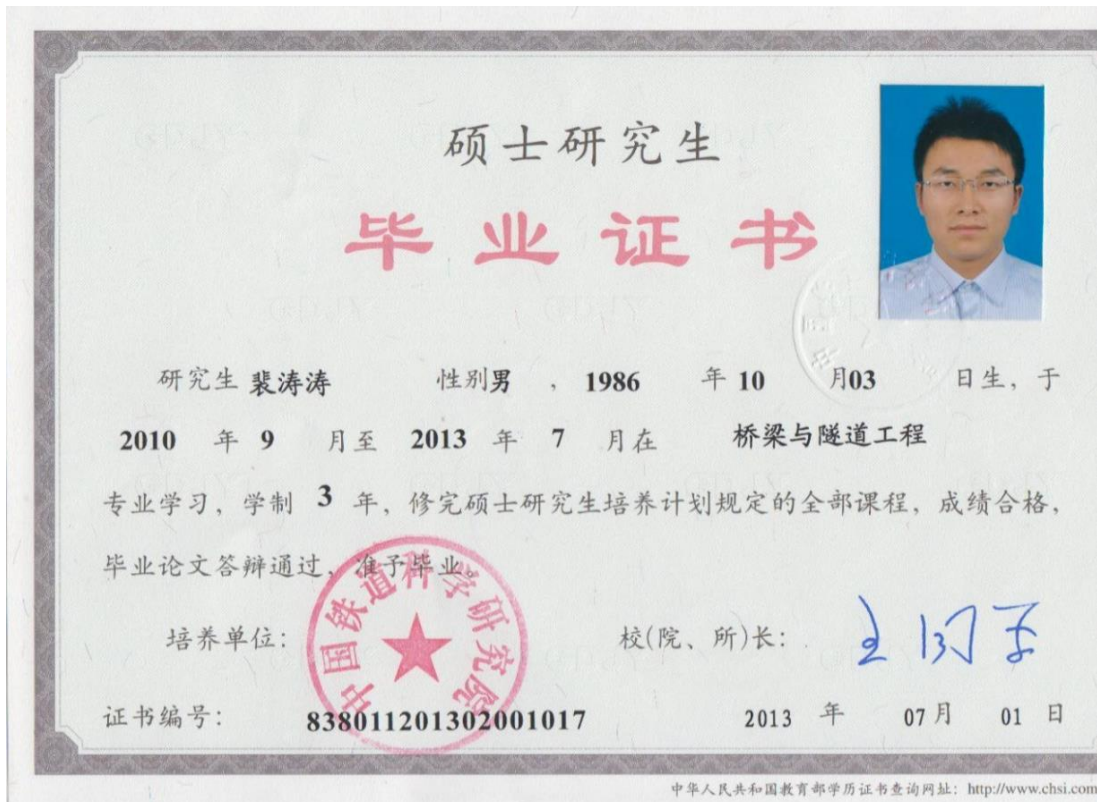 硕士研究生
毕业证书
研究生 裴涛涛 性别男 ，1986 年 10 月03 日生，于
2010 年 9 月至 2013 年 7 月在 桥梁与隧道工程
专业学习，学制 3 年，修完硕士研究生培养计划规定的全部课程，成绩合格，
毕业论文答辩通过，准予毕业。
中国铁道科学研究院
培养单位： 校(院、所)长：
证书编号： 838011201302001017 2013 年 07月 01 日
中华人民共和国教育部学历证书查询网址：http://www.chsi.com